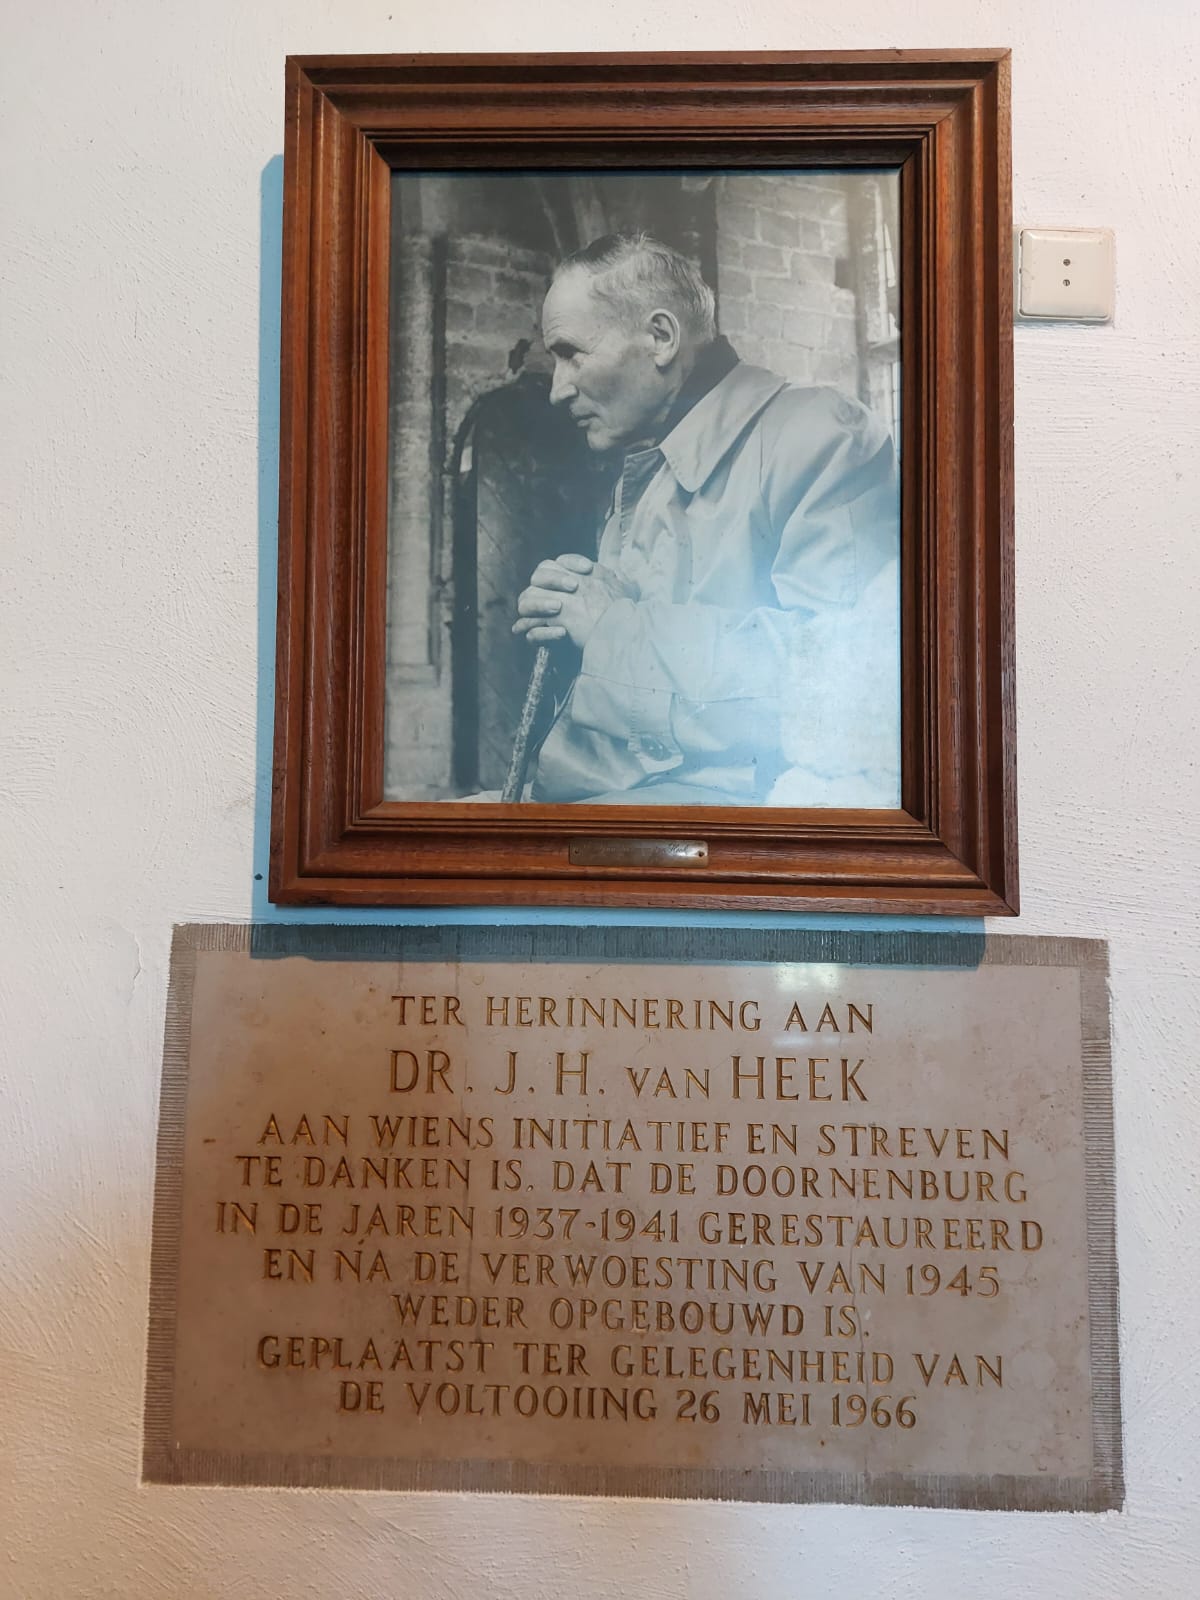 Heek
TER HERINNERING AAN
DR. J. H. VAN HEEK
AAN WIENS INITIATIEF EN STREVEN
TE DANKEN IS, DAT DE DOORNENBURG
IN DE JAREN 1937-1941 GERESTAUREERD
EN NA DE VERWOESTING VAN 1945
WEDER OPGEBOUWD IS.
GEPLAATST TER GELEGENHEID VAN
DE VOLTOOIING 26 MEI 1966